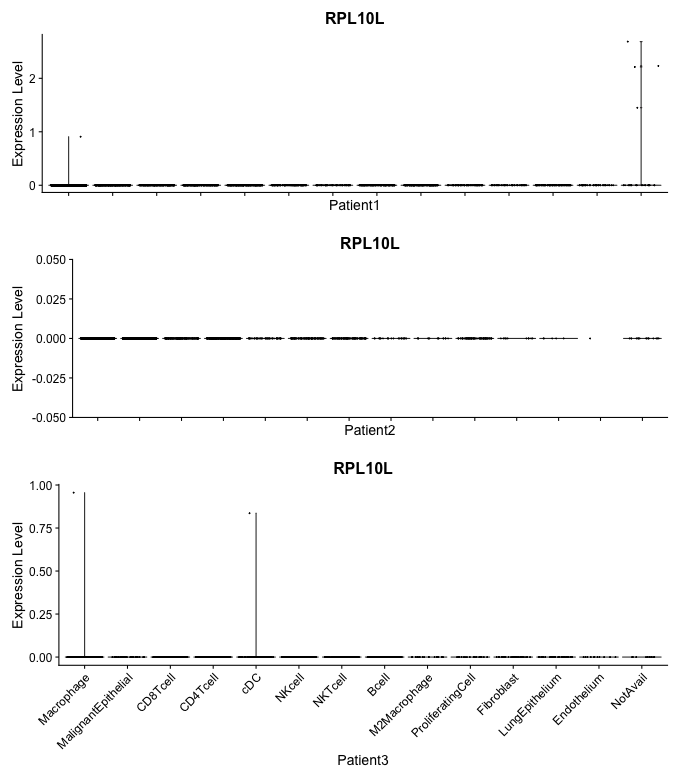 RPL10L
Expression Level
2
1
0
Patient1
RPL10L
Expression Level
0.050
0.025
0.000
-0.025
-0.050
Patient2
RPL10L
Expression Level
1.00
0.75
0.50
0.25
0.00
Macrophage
MalignantEpithelial
CD8Tcell
CD4Tcell
cDC
NKcell
NKTcell
Bcell
M2Macrophage
ProliferatingCell
Fibroblast
LungEpithelium
Endothelium
NotAvail
Patient3